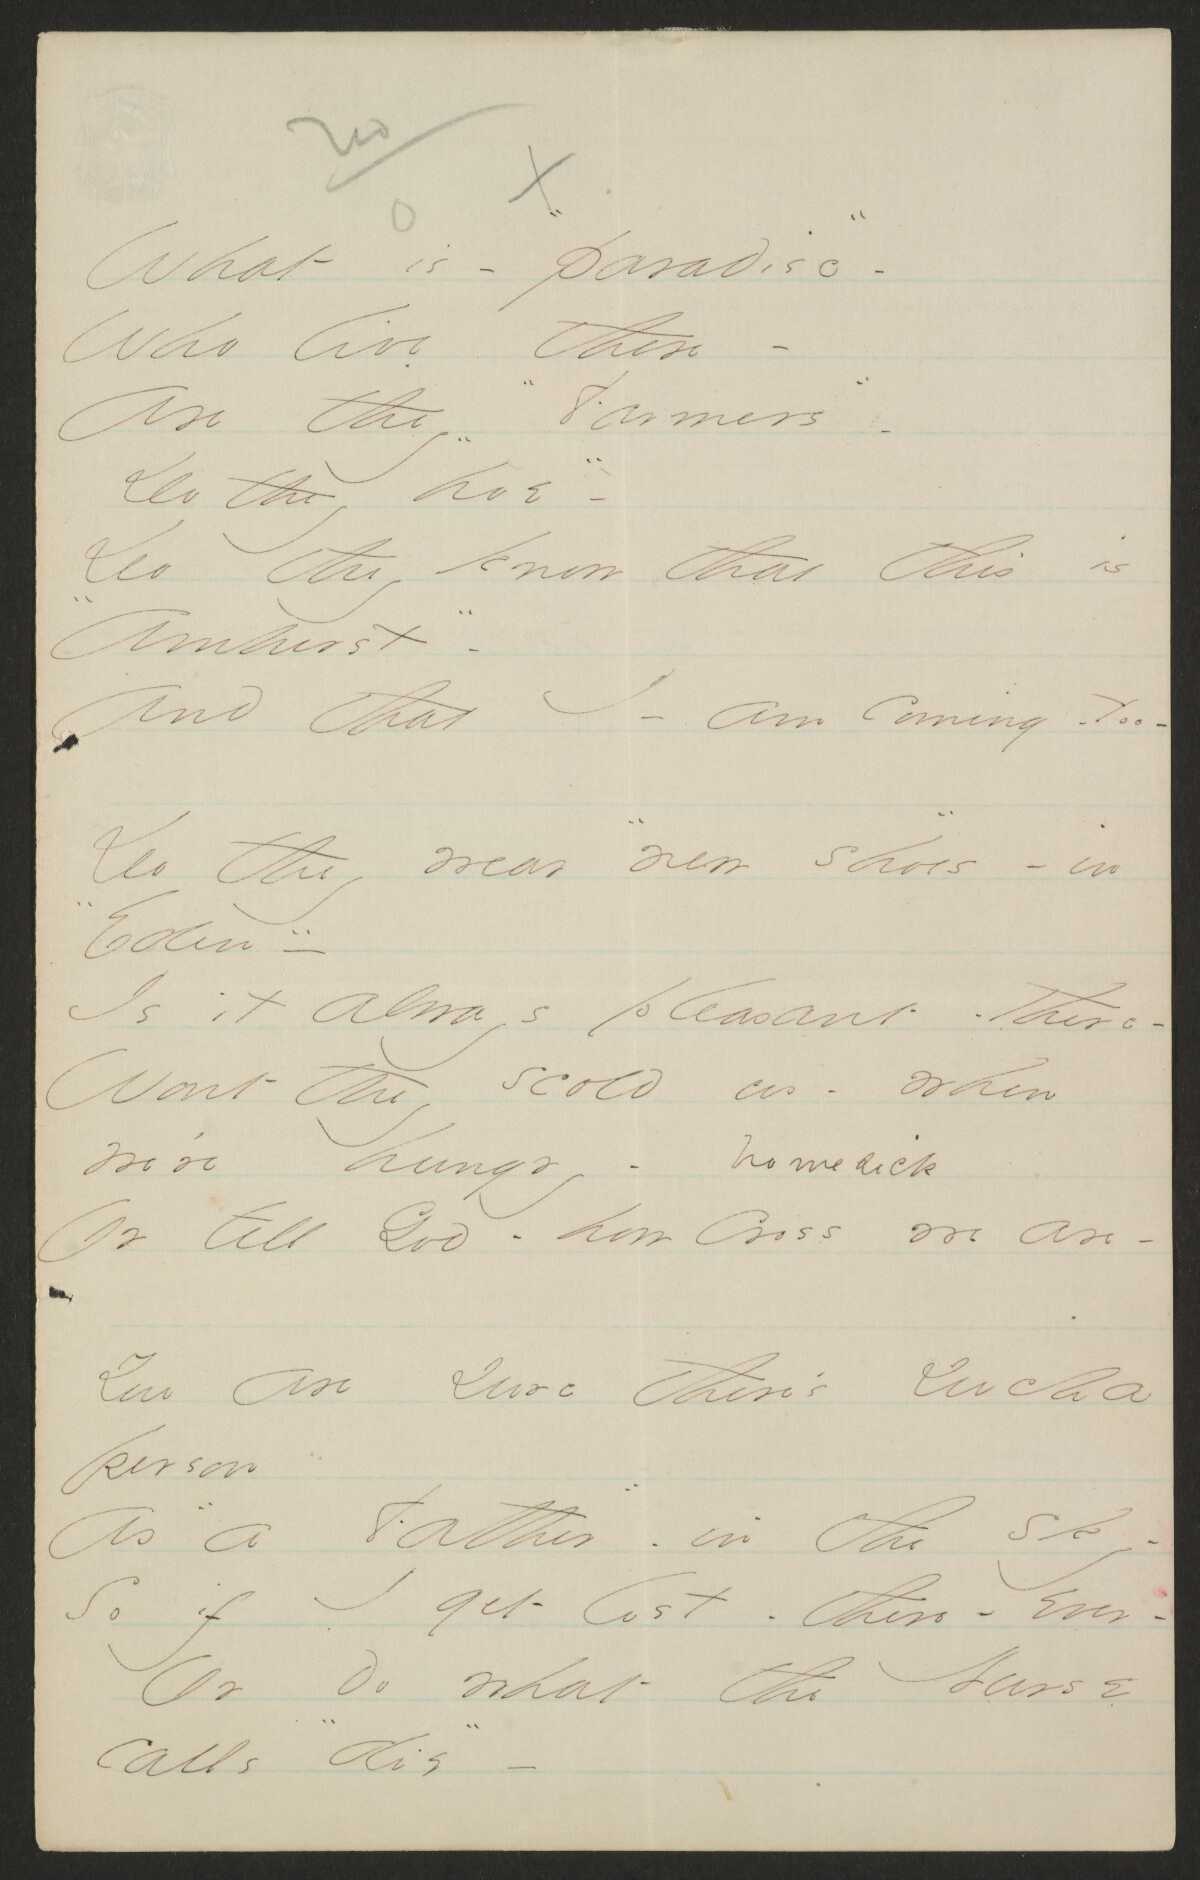 X
0
What is - "paradise" -
Who live there -
Are they "Farmers" -
Do they "hoe" -
Do they know that this is
"Amherst" -
And that I - am coming - too -
Do they wear "new shoes" - in
"Eden" -
Is it always pleasant - there -
Wont they scold us - when
we're hungry - homesick
Or tell God - how cross we are -
You are sure there's such a
person
As "a Father" - in the sky -
So if I get lost - there - ever -
Or do what the Nurse
calls "die" -